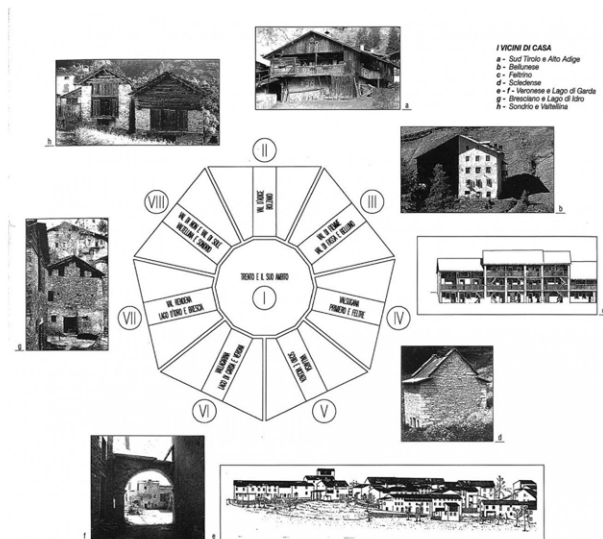 I VICINI DI CASA
a - Sud Tirolo e Alto Adige
b - Bellunese
c - Feltrino
d - Scledense
e - f - Veronese e Lago di Garda
g - Bresciano e Lago di Idro
h - Sondrio e Valtellina
h
a
II
VIII
III
b
VAL D'ADIGE
BOLZANO
VAL DI NON E VAL DI SOLE
VALTELLINA E SONDRIO
VAL DI FIEMME
VAL DI FASSA E BELLUNO
TRENTO E IL SUO AMBITO
I
VAL RENDENA
LAGO D'IDRO E BRESCIA
VALSUGANA
PRIMIERO E FELTRE
g
VII
IV
VALLAGARINA
LAGO DI GARDA E VERONA
VALLARSA
SCHIO E VICENZA
VI
V
d
f
e